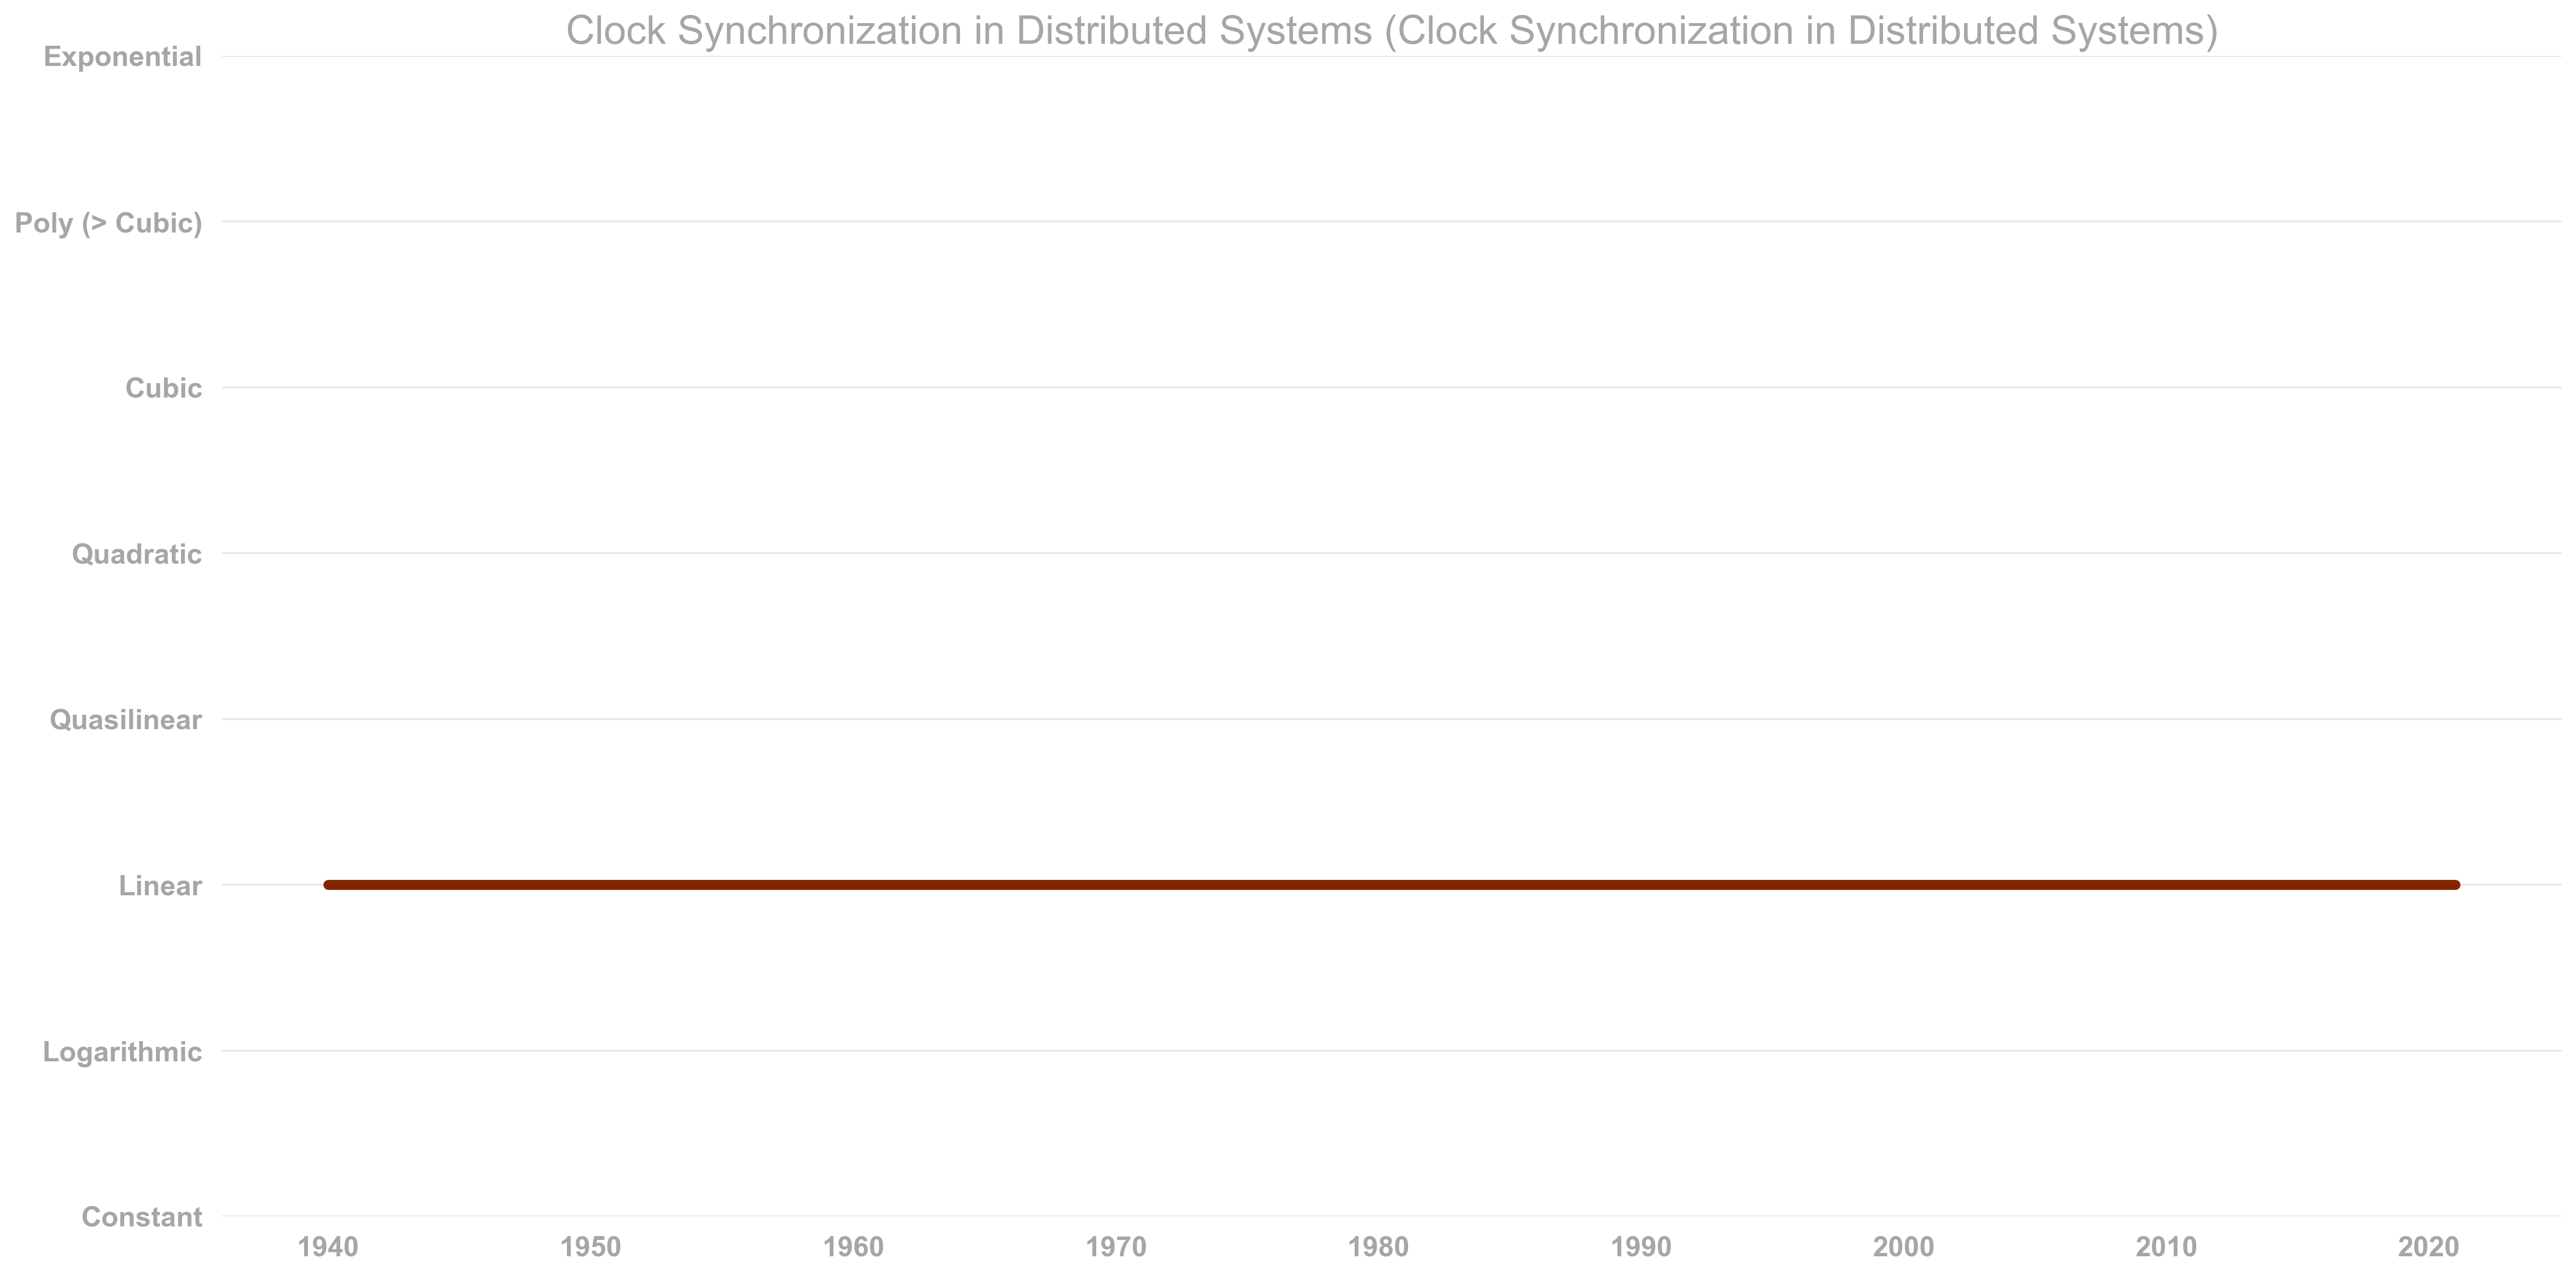 Clock Synchronization in Distributed Systems (Clock Synchronization in Distributed Systems)
Exponential
Poly (> Cubic)
Cubic
Quadratic
Quasilinear
Linear
Logarithmic
Constant
1940 1950 1960 1970 1980 1990 2000 2010 2020